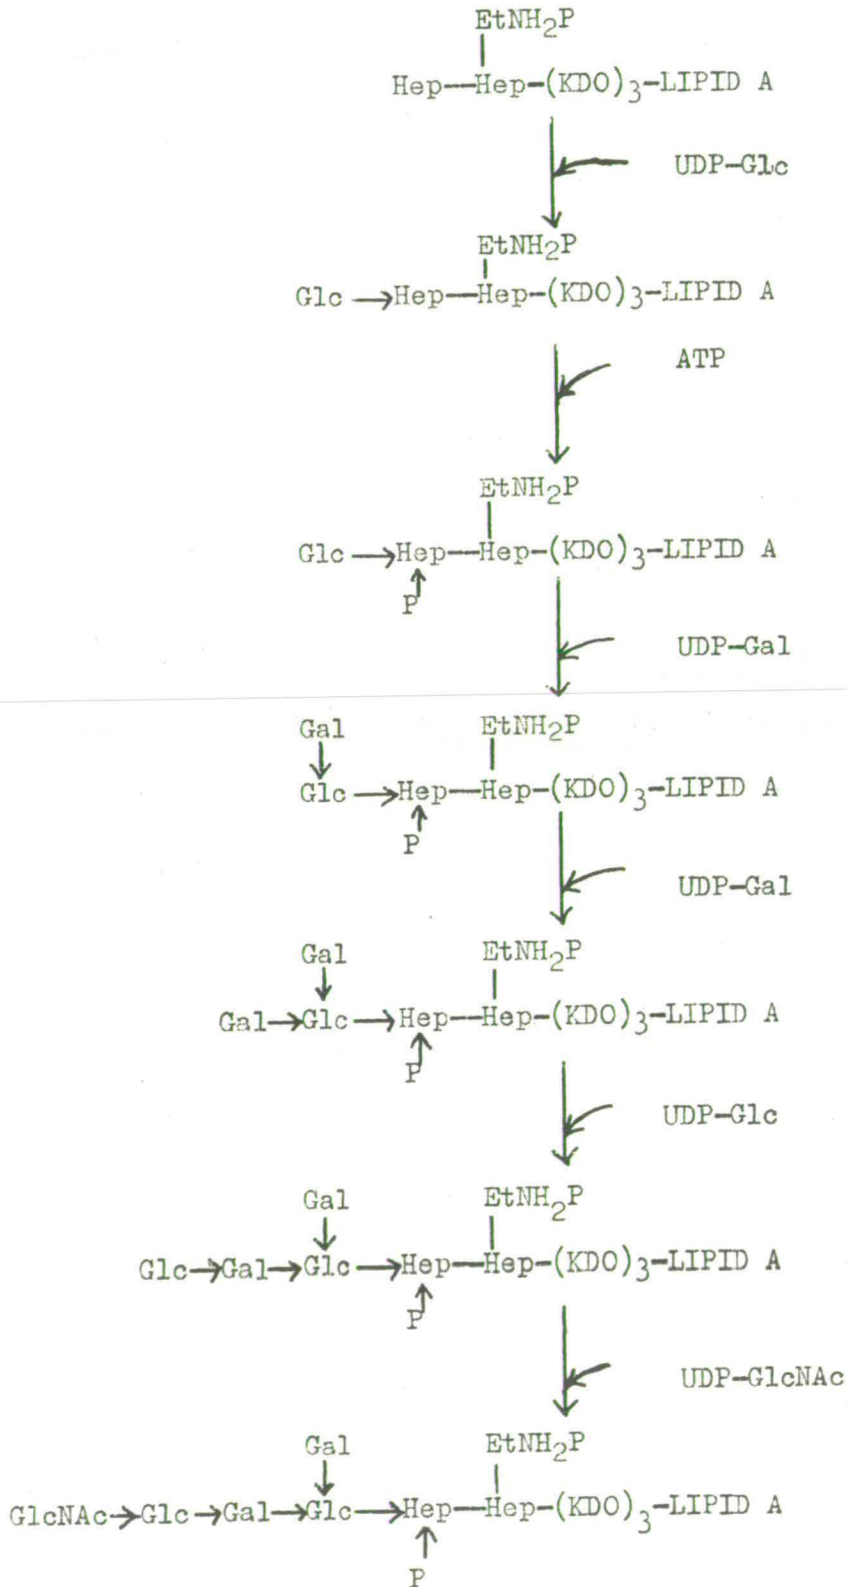 EtNH2P
Hep—Hep-(KDO)3-LIPID A
UDP-Glc
EtNH2P
Glc→Hep—Hep-(KDO)3-LIPID A
ATP
EtNH2P
Glc→Hep—Hep-(KDO)3-LIPID A
P
UDP-Gal
Gal EtNH2P
Glc→Hep—Hep-(KDO)3-LIPID A
P
UDP-Gal
Gal EtNH2P
Gal→Glc→Hep—Hep-(KDO)3-LIPID A
P
UDP-Glc
Gal EtNH2P
Glc→Gal→Glc→Hep—Hep-(KDO)3-LIPID A
P
UDP-GlcNAc
Gal EtNH2P
GlcNAc→Glc→Gal→Glc→Hep—Hep-(KDO)3-LIPID A
P